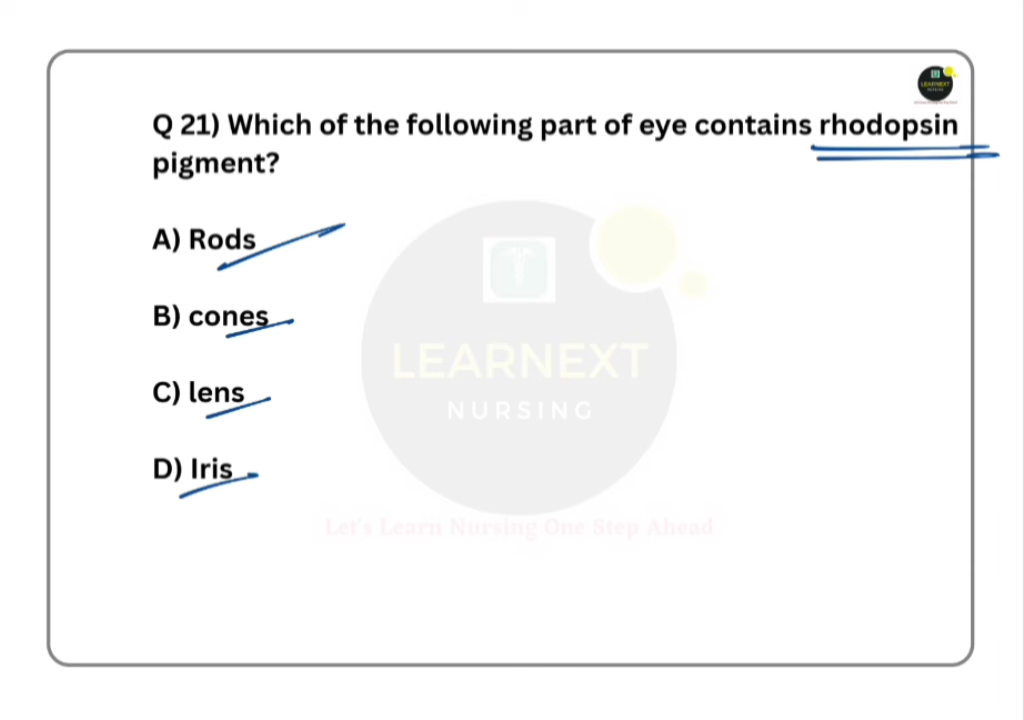 LEARNEXT
Q 21) Which of the following part of eye contains rhodopsin
pigment?
A) Rods
B) cones
C) lens
D) Iris
LEARNEXT
NURSING
Let's Learn Nursing One Step Ahead